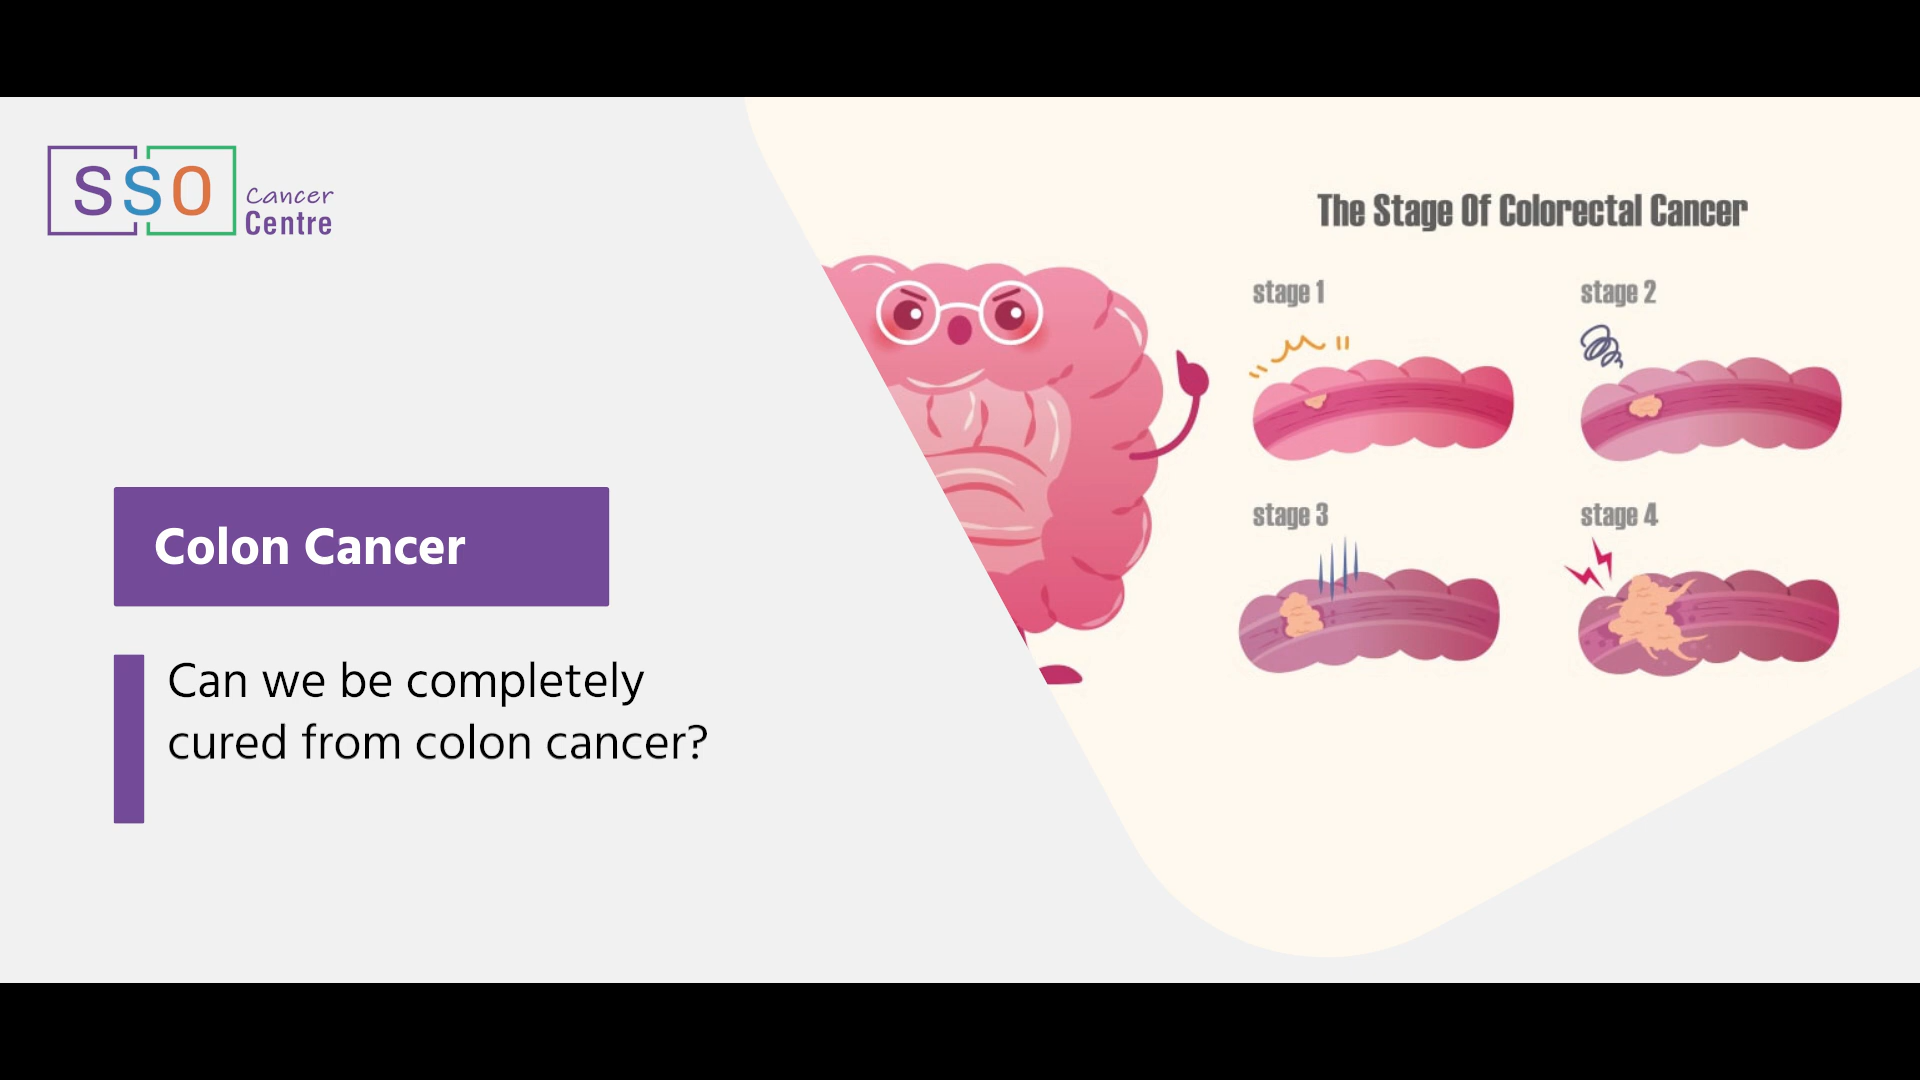 SSO Cancer Centre
Colon Cancer
Can we be completely
cured from colon cancer?
The Stage Of Colorectal Cancer
stage 1
stage 2
stage 3
stage 4